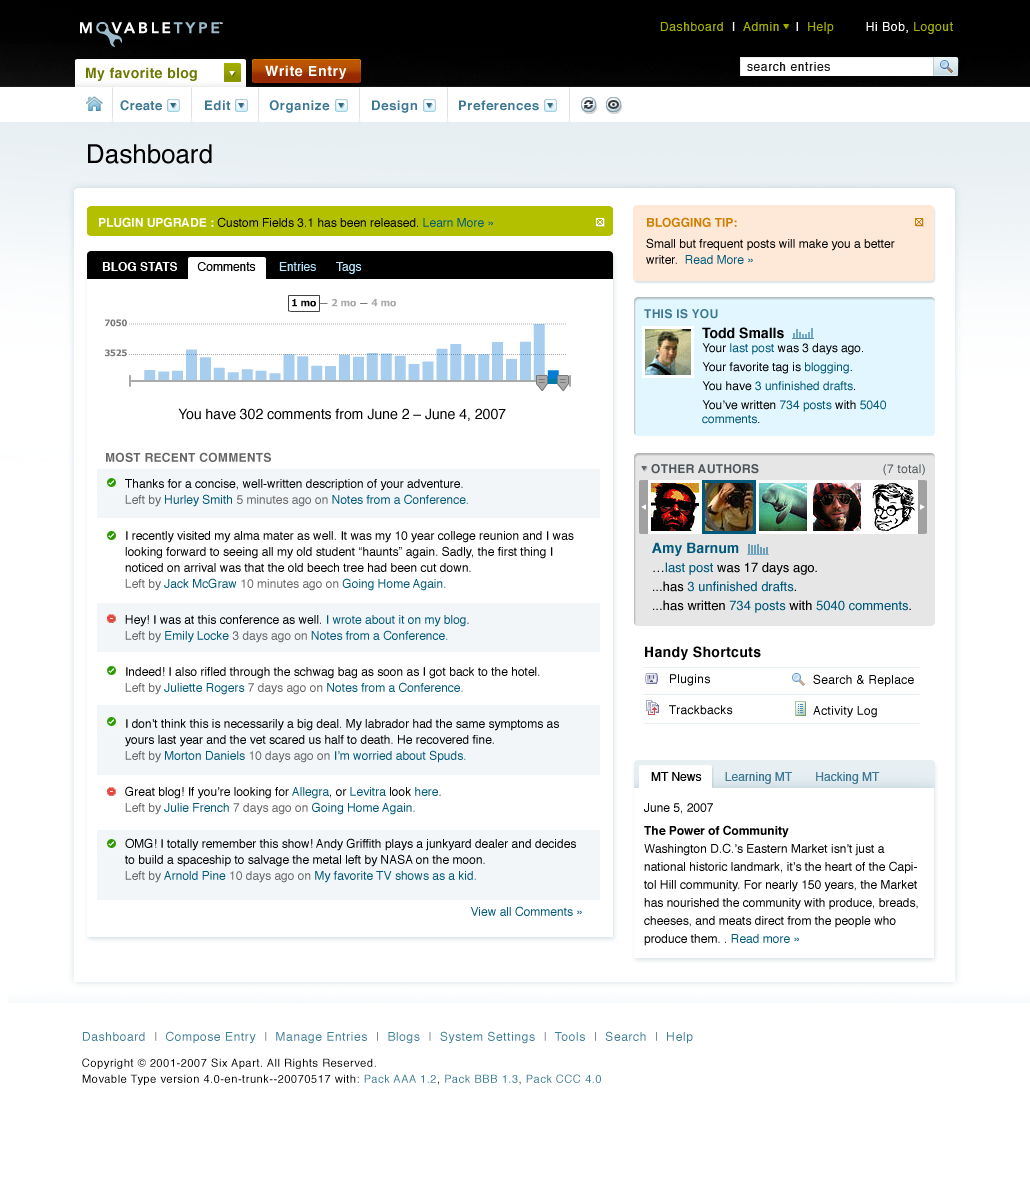 MOVABLETYPE™
Dashboard | Admin | Help Hi Bob, Logout
My favorite blog
Write Entry
search entries
Create Edit Organize Design Preferences
Dashboard
PLUGIN UPGRADE : Custom Fields 3.1 has been released. Learn More »
BLOG STATS Comments Entries Tags
1 mo – 2 mo – 4 mo
7050
3525
You have 302 comments from June 2 – June 4, 2007
MOST RECENT COMMENTS
Thanks for a concise, well-written description of your adventure.
Left by Hurley Smith 5 minutes ago on Notes from a Conference.
I recently visited my alma mater as well. It was my 10 year college reunion and I was
looking forward to seeing all my old student “haunts” again. Sadly, the first thing I
noticed on arrival was that the old beech tree had been cut down.
Left by Jack McGraw 10 minutes ago on Going Home Again.
Hey! I was at this conference as well. I wrote about it on my blog.
Left by Emily Locke 3 days ago on Notes from a Conference.
Indeed! I also rifled through the schwag bag as soon as I got back to the hotel.
Left by Juliette Rogers 7 days ago on Notes from a Conference.
I don’t think this is necessarily a big deal. My labrador had the same symptoms as
yours last year and the vet scared us half to death. He recovered fine.
Left by Morton Daniels 10 days ago on I’m worried about Spuds.
Great blog! If you’re looking for Allegra, or Levitra look here.
Left by Julie French 7 days ago on Going Home Again.
OMG! I totally remember this show! Andy Griffith plays a junkyard dealer and decides
to build a spaceship to salvage the metal left by NASA on the moon.
Left by Arnold Pine 10 days ago on My favorite TV shows as a kid.
View all Comments »
BLOGGING TIP:
Small but frequent posts will make you a better
writer. Read More »
THIS IS YOU
Todd Smalls
Your last post was 3 days ago.
Your favorite tag is blogging.
You have 3 unfinished drafts.
You’ve written 734 posts with 5040
comments.
OTHER AUTHORS (7 total)
Amy Barnum
…last post was 17 days ago.
...has 3 unfinished drafts.
...has written 734 posts with 5040 comments.
Handy Shortcuts
Plugins Search & Replace
Trackbacks Activity Log
MT News Learning MT Hacking MT
June 5, 2007
The Power of Community
Washington D.C.’s Eastern Market isn’t just a
national historic landmark, it’s the heart of the Capi-
tol Hill community. For nearly 150 years, the Market
has nourished the community with produce, breads,
cheeses, and meats direct from the people who
produce them. . Read more »
Dashboard | Compose Entry | Manage Entries | Blogs | System Settings | Tools | Search | Help
Copyright © 2001-2007 Six Apart. All Rights Reserved.
Movable Type version 4.0-en-trunk--20070517 with: Pack AAA 1.2, Pack BBB 1.3, Pack CCC 4.0